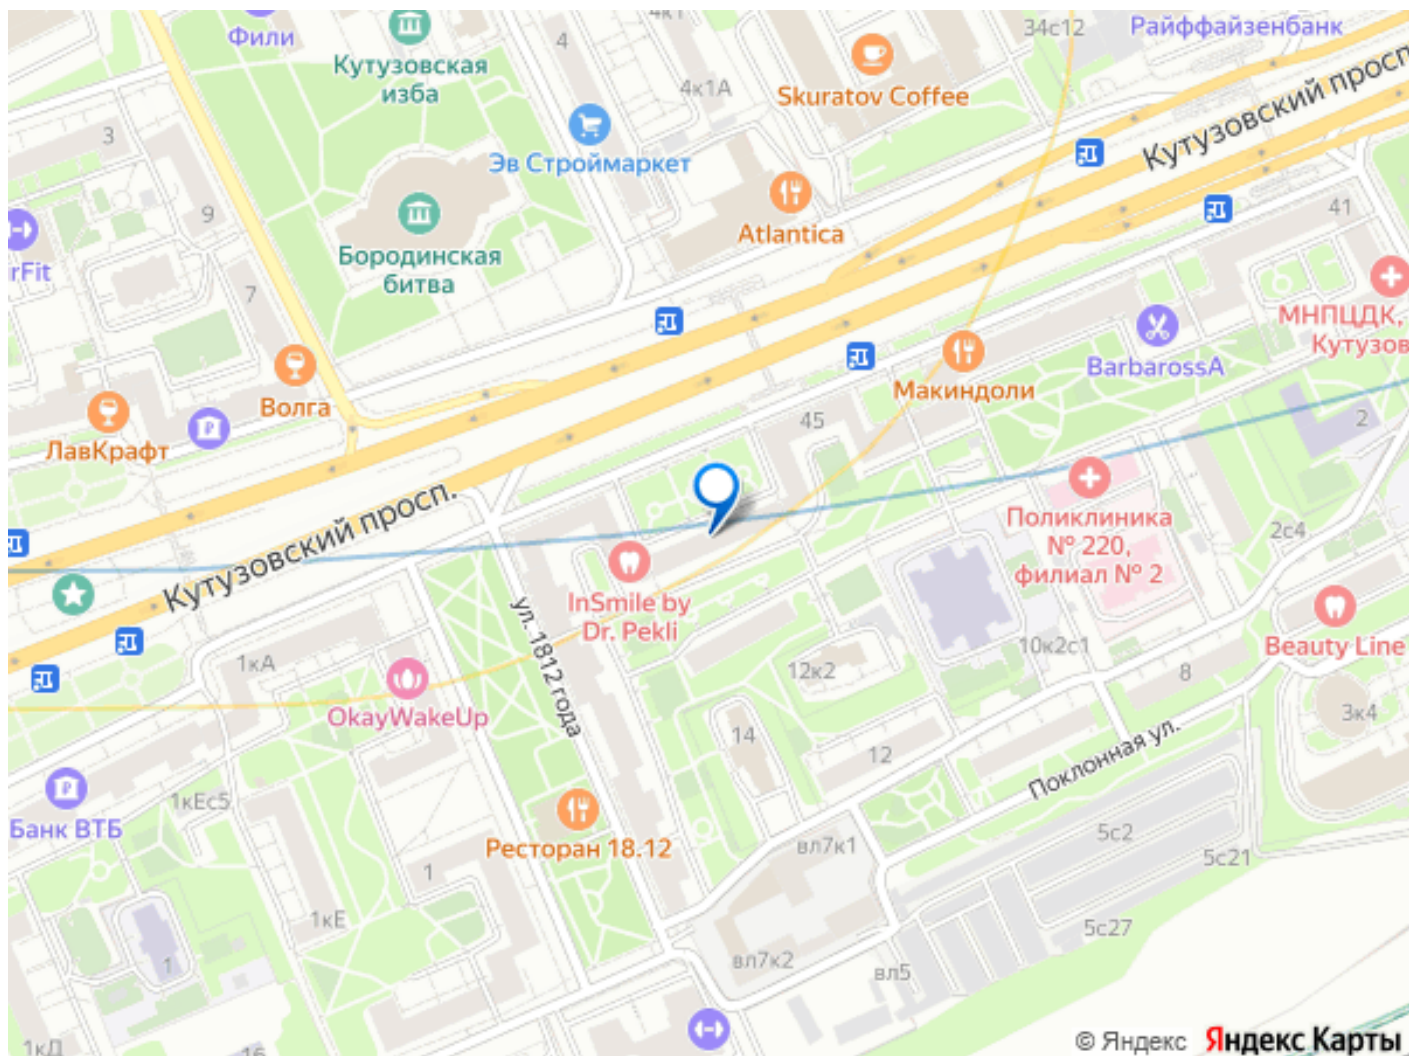 Фили
4к1
34с12
Райффайзенбанк
Кутузовская
изба
4
4к1А
Skuratov Coffee
Кутузовский просп
3
Эв Строймаркет
9
Бородинская
битва
Atlantica
41
rFit
7
МНПЦДК,
Кутузов
BarbarossA
Волга
Макиндоли
ЛавКрафт
45
2
Кутузовский просп.
Поликлиника
№ 220,
филиал № 2
2с4
InSmile by
Dr. Pekli
ул. 1812 года
Beauty Line
1кА
12к2
10к2с1
8
OkayWakeUp
14
12
3к4
Поклонная ул.
1кЕс5
Банк ВТБ
Ресторан 18.12
вл7к1
5с2
5с21
1
1кЕ
5с27
1
вл7к2
вл5
1кД
16
© Яндекс Яндекс Карты